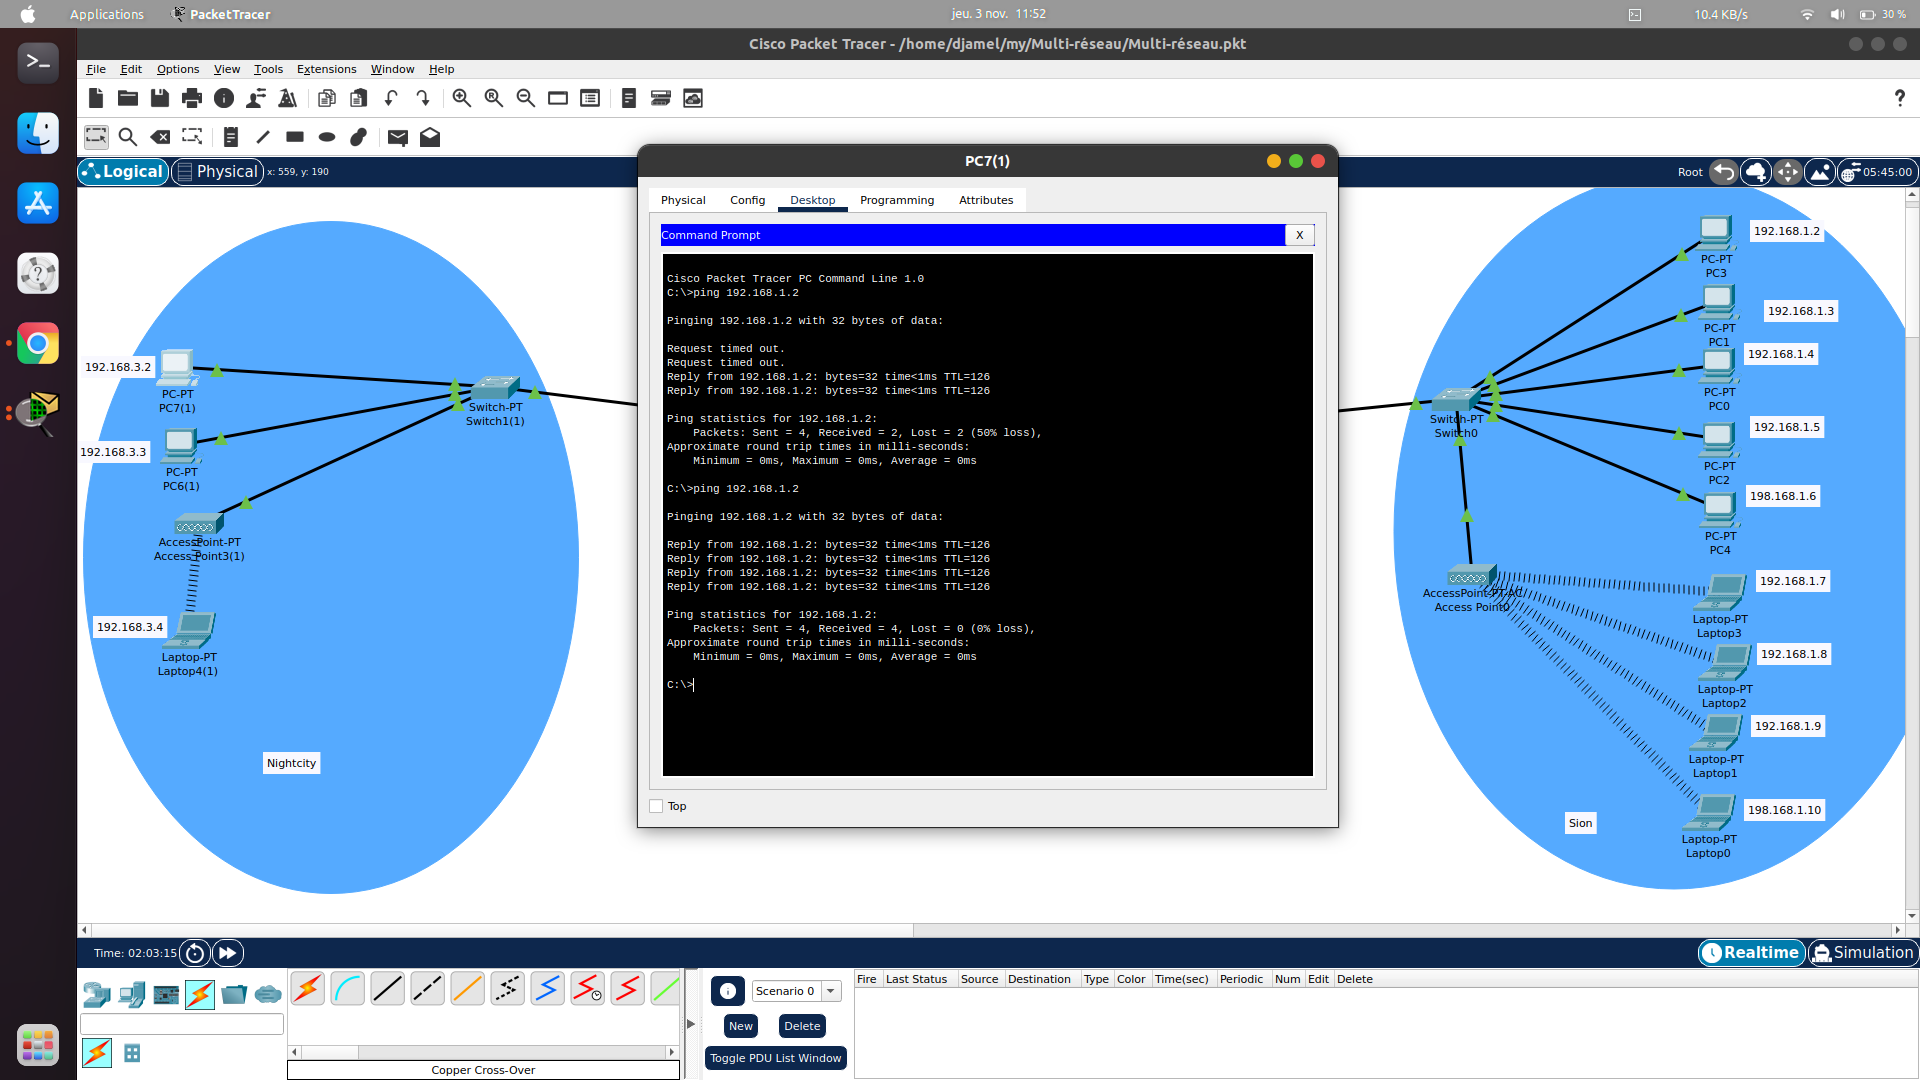 Applications
PacketTracer
jeu. 3 nov. 11:52
10.4 KB/s
30 %
Cisco Packet Tracer - /home/djamel/my/Multi-réseau/Multi-réseau.pkt
File Edit Options View Tools Extensions Window Help
?
Logical
Physical
x: 559, y: 190
Root
05:45:00
PC7(1)
Physical Config Desktop Programming Attributes
Command Prompt
X
Cisco Packet Tracer PC Command Line 1.0
C:\>ping 192.168.1.2
Pinging 192.168.1.2 with 32 bytes of data:
Request timed out.
Request timed out.
Reply from 192.168.1.2: bytes=32 time<1ms TTL=126
Reply from 192.168.1.2: bytes=32 time<1ms TTL=126
Ping statistics for 192.168.1.2:
Packets: Sent = 4, Received = 2, Lost = 2 (50% loss),
Approximate round trip times in milli-seconds:
Minimum = 0ms, Maximum = 0ms, Average = 0ms
C:\>ping 192.168.1.2
Pinging 192.168.1.2 with 32 bytes of data:
Reply from 192.168.1.2: bytes=32 time<1ms TTL=126
Reply from 192.168.1.2: bytes=32 time<1ms TTL=126
Reply from 192.168.1.2: bytes=32 time<1ms TTL=126
Reply from 192.168.1.2: bytes=32 time<1ms TTL=126
Ping statistics for 192.168.1.2:
Packets: Sent = 4, Received = 4, Lost = 0 (0% loss),
Approximate round trip times in milli-seconds:
Minimum = 0ms, Maximum = 0ms, Average = 0ms
C:\>
Top
192.168.3.2
PC-PT
PC7(1)
Switch-PT
Switch1(1)
192.168.3.3
PC-PT
PC6(1)
AccessPoint-PT
Access Point3(1)
192.168.3.4
Laptop-PT
Laptop4(1)
Nightcity
192.168.1.2
PC-PT
PC3
192.168.1.3
PC-PT
PC1
192.168.1.4
PC-PT
PC0
Switch-PT
Switch0
192.168.1.5
PC-PT
PC2
198.168.1.6
PC-PT
PC4
AccessPoint-PT-AC
Access Point0
192.168.1.7
Laptop-PT
Laptop3
192.168.1.8
Laptop-PT
Laptop2
192.168.1.9
Laptop-PT
Laptop1
198.168.1.10
Laptop-PT
Laptop0
Sion
Time: 02:03:15
Realtime
Simulation
Scenario 0
New
Delete
Toggle PDU List Window
Fire Last Status Source Destination Type Color Time(sec) Periodic Num Edit Delete
Copper Cross-Over